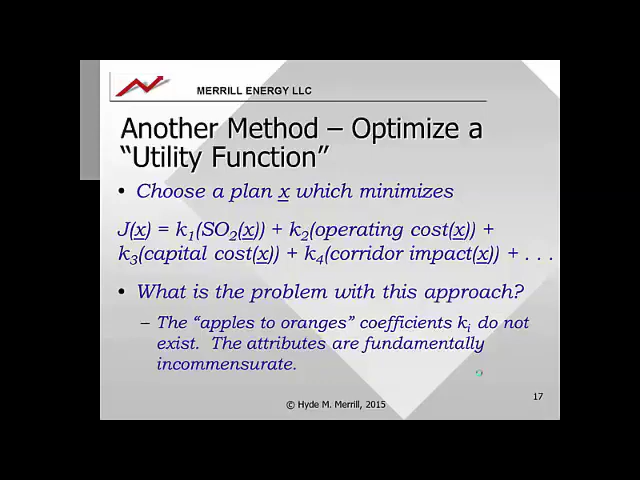 MERRILL ENERGY LLC
Another Method – Optimize a
“Utility Function”
• Choose a plan x which minimizes
J(x) = k1(SO2(x)) + k2(operating cost(x)) +
k3(capital cost(x)) + k4(corridor impact(x)) + . . .
• What is the problem with this approach?
– The “apples to oranges” coefficients ki do not
exist. The attributes are fundamentally
incommensurate.
© Hyde M. Merrill, 2015
17